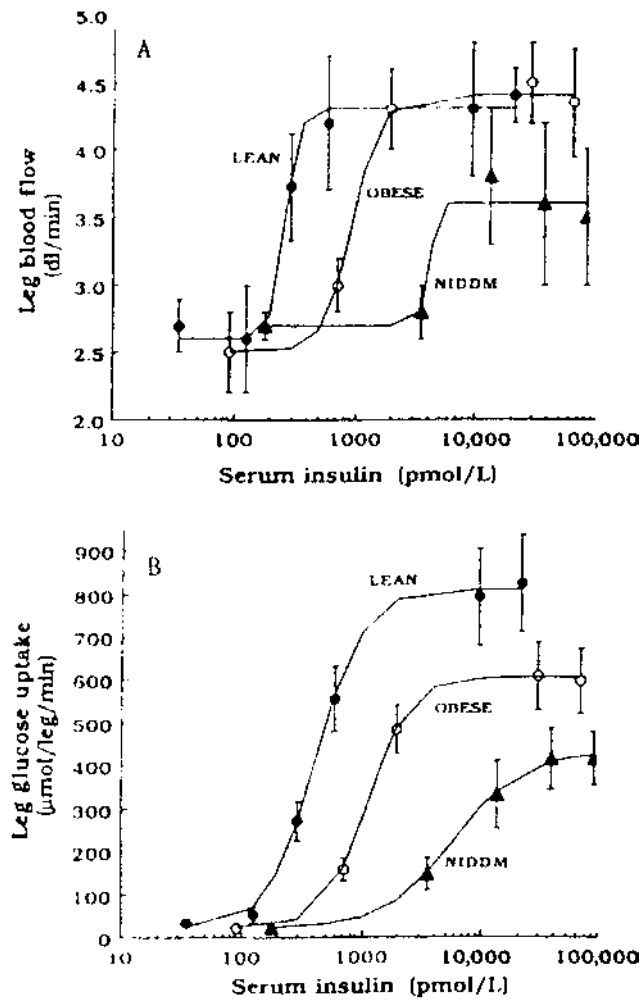 A
5.0
4.5
4.0
3.5
3.0
2.5
2.0
Leg blood flow
(dl/min)
LEAN
OBESE
NIDDM
10 100 1000 10,000 100,000
Serum insulin (pmol/L)
B
900
800
700
600
500
400
300
200
100
0
Leg glucose uptake
(μmol/leg/min)
LEAN
OBESE
NIDDM
10 100 1000 10,000 100,000
Serum insulin (pmol/L)